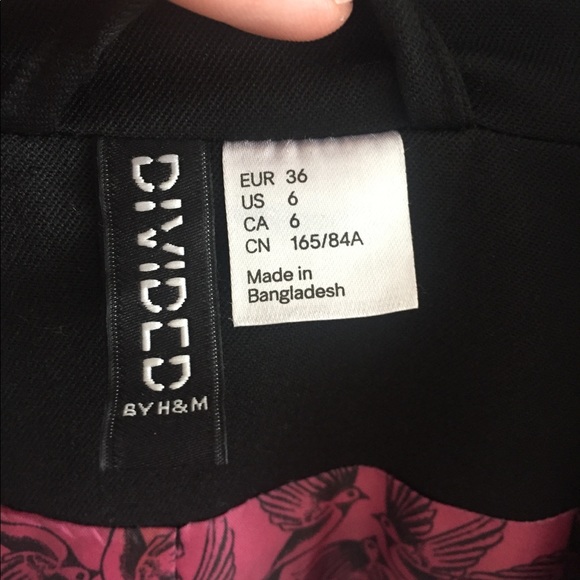 DIVIDED
BY H&M
EUR 36
US 6
CA 6
CN 165/84A
Made in
Bangladesh